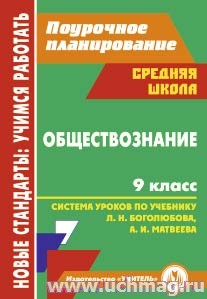 НОВЫЕ СТАНДАРТЫ: УЧИМСЯ РАБОТАТЬ
Поурочное
планирование
СРЕДНЯЯ
ШКОЛА
ОБЩЕСТВОЗНАНИЕ
9 класс
СИСТЕМА УРОКОВ ПО УЧЕБНИКУ
Л. Н. БОГОЛЮБОВА,
А. И. МАТВЕЕВА
Издательство «УЧИТЕЛЬ»
www.uchmag.ru